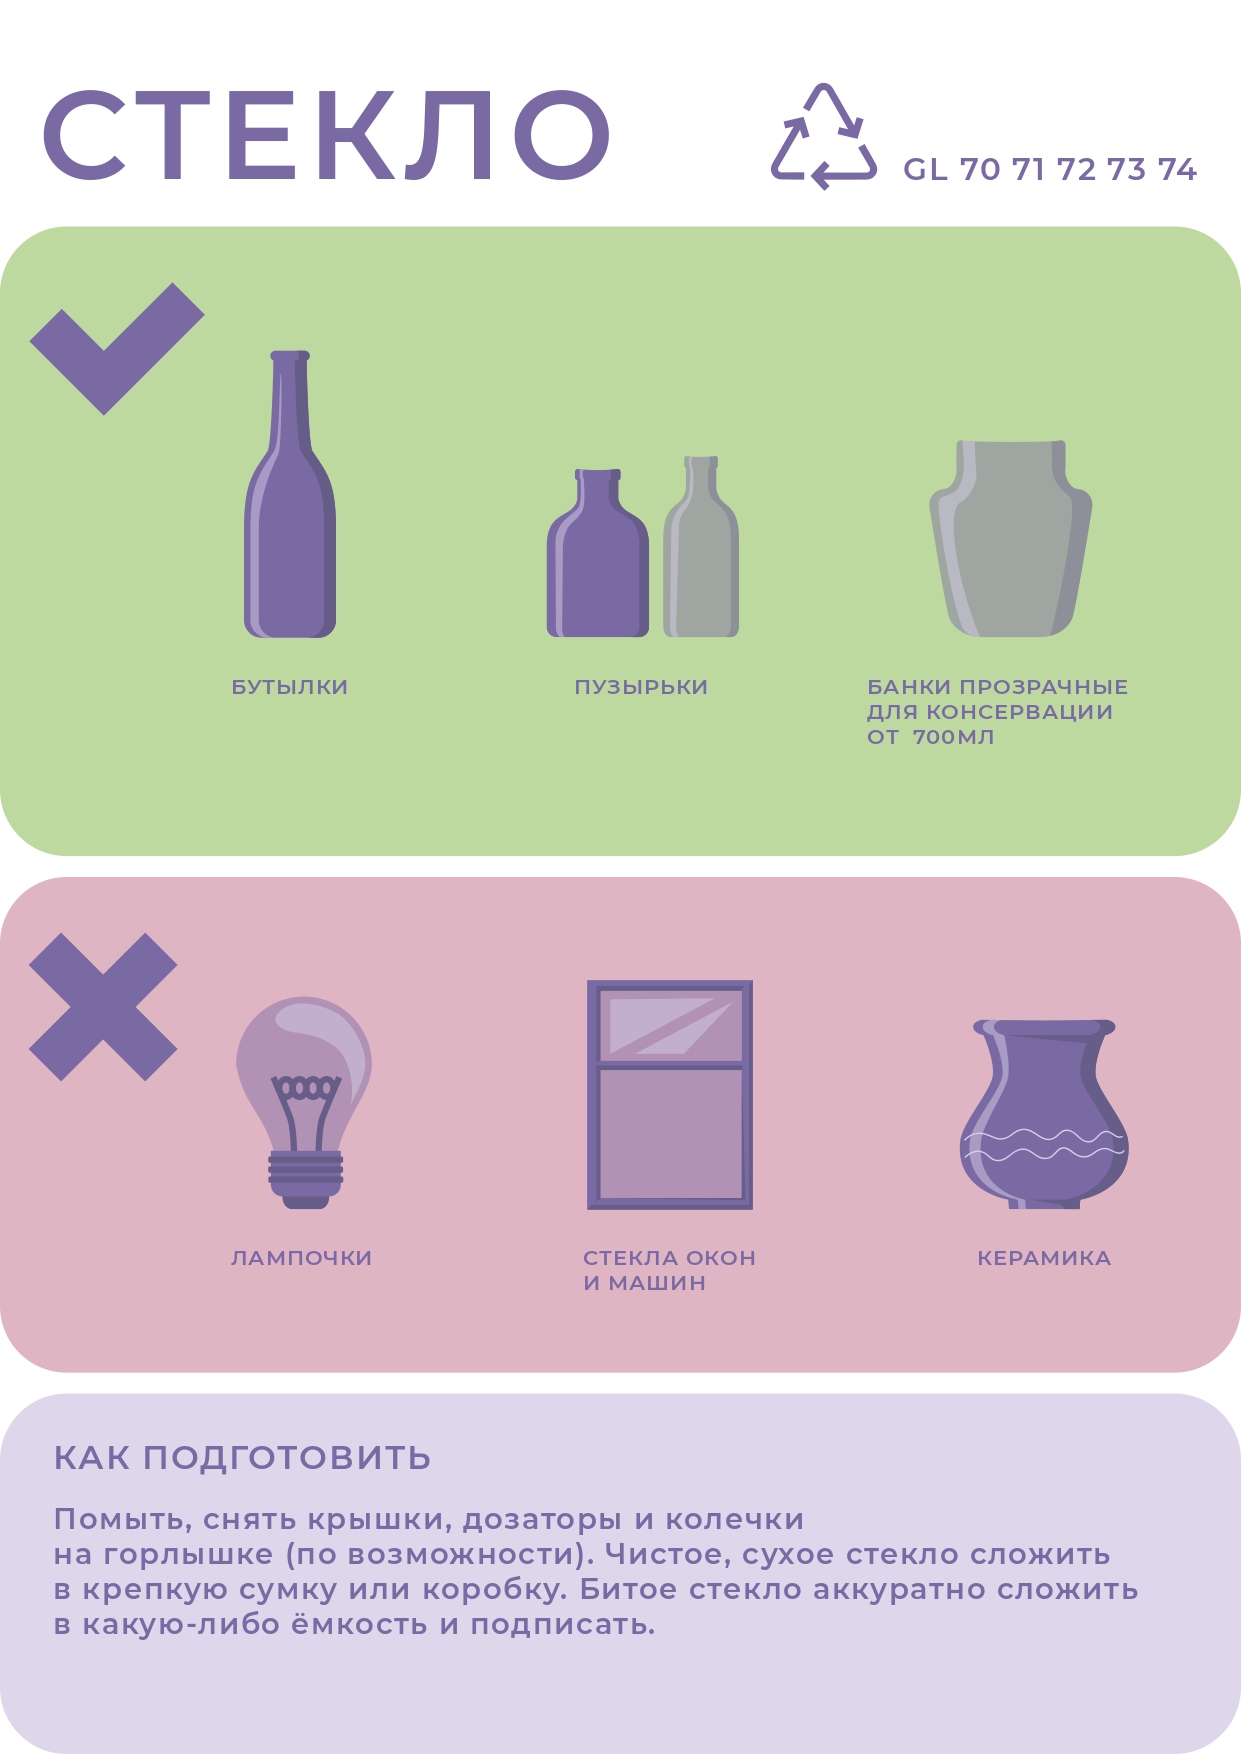 СТЕКЛО
GL 70 71 72 73 74
БУТЫЛКИ
ПУЗЫРЬКИ
БАНКИ ПРОЗРАЧНЫЕ
ДЛЯ КОНСЕРВАЦИИ
ОТ 700МЛ
ЛАМПОЧКИ
СТЕКЛА ОКОН
И МАШИН
КЕРАМИКА
КАК ПОДГОТОВИТЬ
Помыть, снять крышки, дозаторы и колечки
на горлышке (по возможности). Чистое, сухое стекло сложить
в крепкую сумку или коробку. Битое стекло аккуратно сложить
в какую-либо ёмкость и подписать.